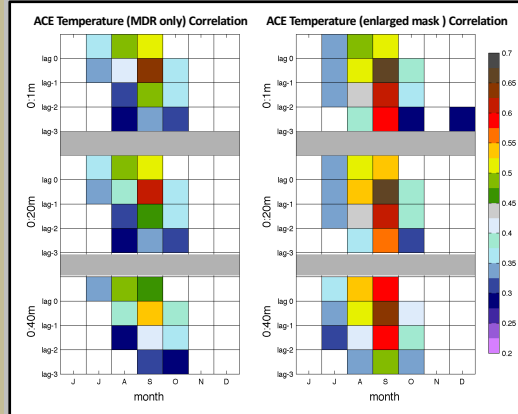 ACE Temperature (MDR only) Correlation
ACE Temperature (enlarged mask ) Correlation
0:1m
lag 0
lag-1
lag-2
lag-3
0:20m
lag 0
lag-1
lag-2
lag-3
0:40m
lag 0
lag-1
lag-2
lag-3
J J A S O N D
month
0:1m
lag 0
lag-1
lag-2
lag-3
0:20m
lag 0
lag-1
lag-2
lag-3
0:40m
lag 0
lag-1
lag-2
lag-3
J J A S O N D
month
0.7
0.65
0.6
0.55
0.5
0.45
0.4
0.35
0.3
0.25
0.2